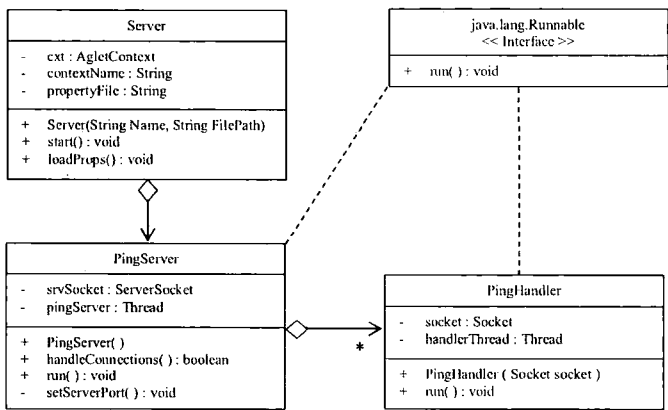 Server
- cxt : AgletContext
- contextName : String
- propertyFile : String
+ Server(String Name, String FilePath)
+ start() : void
+ loadProps() : void
java.lang.Runnable
<< Interface >>
+ run( ) : void
PingServer
- srvSocket : ServerSocket
- pingServer : Thread
+ PingServer( )
+ handleConnections( ) : boolean
+ run( ) : void
- setServerPort( ) : void
*
PingHandler
- socket : Socket
- handlerThread : Thread
+ PingHandler ( Socket socket )
+ run( ) : void